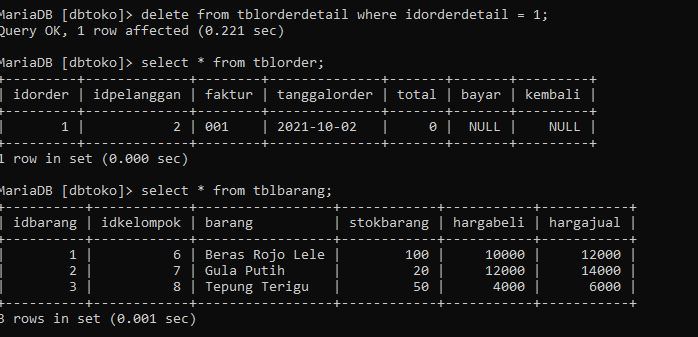 MariaDB [dbtoko]> delete from tblorderdetail where idorderdetail = 1;
Query OK, 1 row affected (0.221 sec)
MariaDB [dbtoko]> select * from tblorder;
+---------+-------------+--------+--------------+-------+-------+---------+
| idorder | idpelanggan | faktur | tanggalorder | total | bayar | kembali |
+---------+-------------+--------+--------------+-------+-------+---------+
| 1 | 2 | 001 | 2021-10-02 | 0 | NULL | NULL |
+---------+-------------+--------+--------------+-------+-------+---------+
1 row in set (0.000 sec)
MariaDB [dbtoko]> select * from tblbarang;
+----------+------------+-----------------+------------+-----------+-----------+
| idbarang | idkelompok | barang | stokbarang | hargabeli | hargajual |
+----------+------------+-----------------+------------+-----------+-----------+
| 1 | 6 | Beras Rojo Lele | 100 | 10000 | 12000 |
| 2 | 7 | Gula Putih | 20 | 12000 | 14000 |
| 3 | 8 | Tepung Terigu | 50 | 4000 | 6000 |
+----------+------------+-----------------+------------+-----------+-----------+
3 rows in set (0.001 sec)